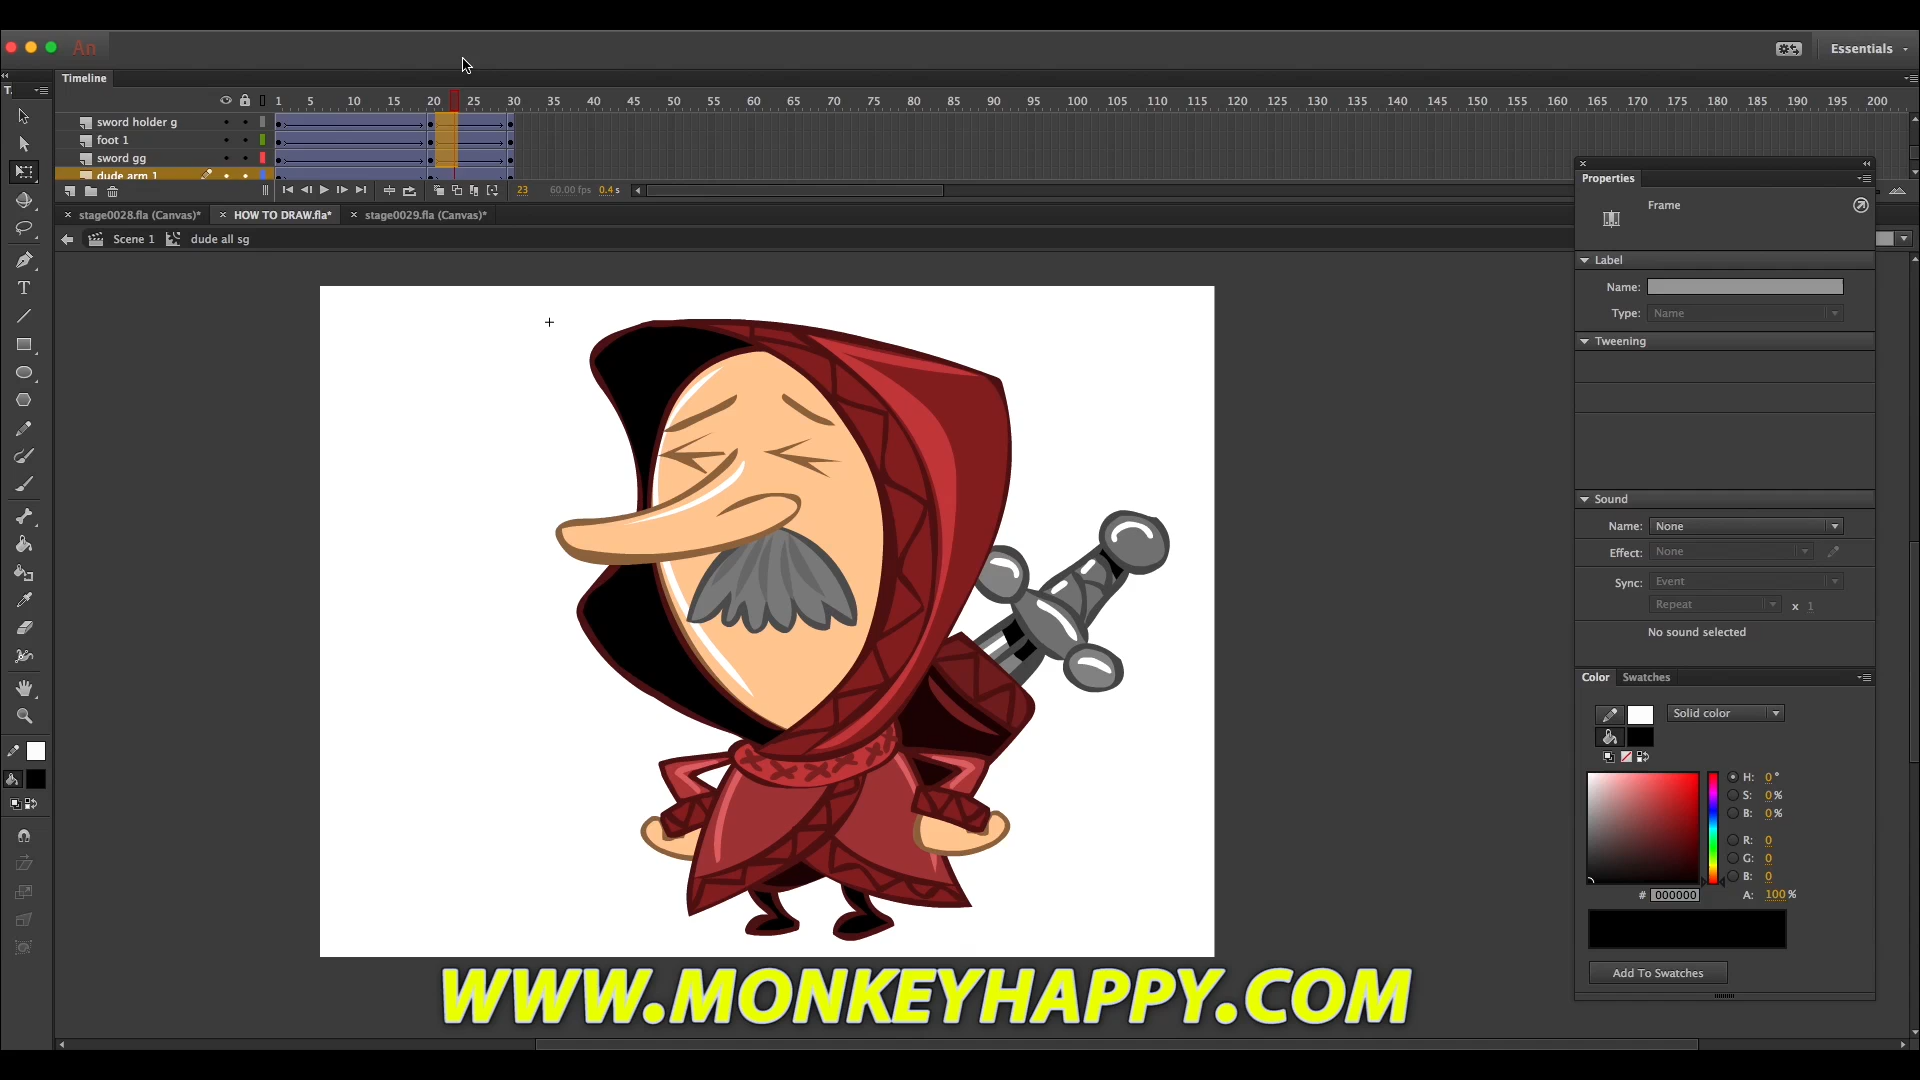 An
Essentials
Timeline
1 5 10 15 20 25 30 35 40 45 50 55 60 65 70 75 80 85 90 95 100 105 110 115 120 125 130 135 140 145 150 155 160 165 170 175 180 185 190 195 200
T.
sword holder g
foot 1
sword gg
dude arm 1
23 60.00 fps 0.4 s
stage0028.fla (Canvas)* HOW TO DRAW.fla* stage0029.fla (Canvas)*
Scene 1 dude all sg
Properties
Frame
Label
Name:
Type: Name
Tweening
Sound
Name: None
Effect: None
Sync: Event
Repeat x 1
No sound selected
Color Swatches
Solid color
H: 0 °
S: 0 %
B: 0 %
R: 0
G: 0
B: 0
# 000000 A: 100 %
Add To Swatches
WWW.MONKEYHAPPY.COM